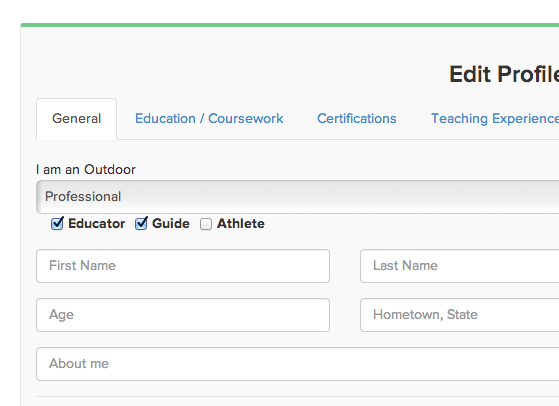 Edit Profile
General Education / Coursework Certifications Teaching Experience
I am an Outdoor
Professional
Educator Guide Athlete
First Name Last Name
Age Hometown, State
About me